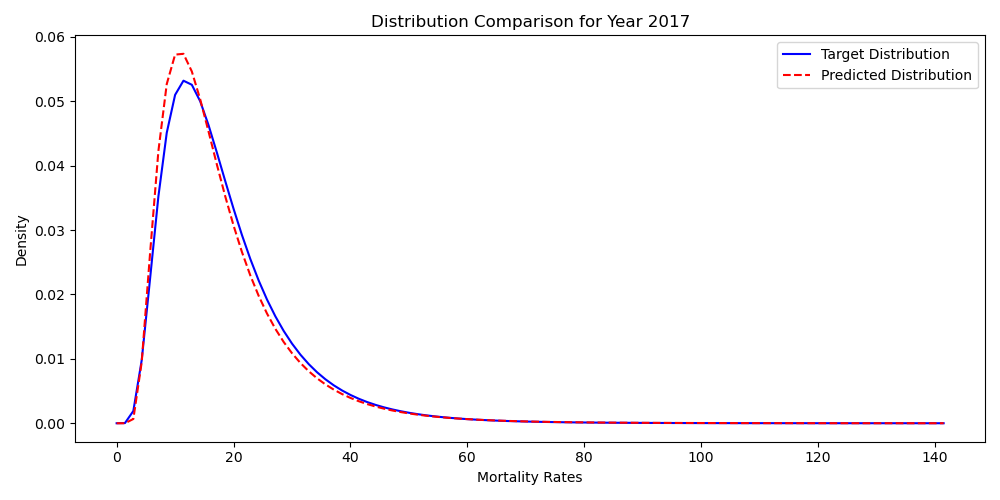 Distribution Comparison for Year 2017
Target Distribution
Predicted Distribution
0.06
0.05
0.04
0.03
0.02
0.01
0.00
Density
0 20 40 60 80 100 120 140
Mortality Rates